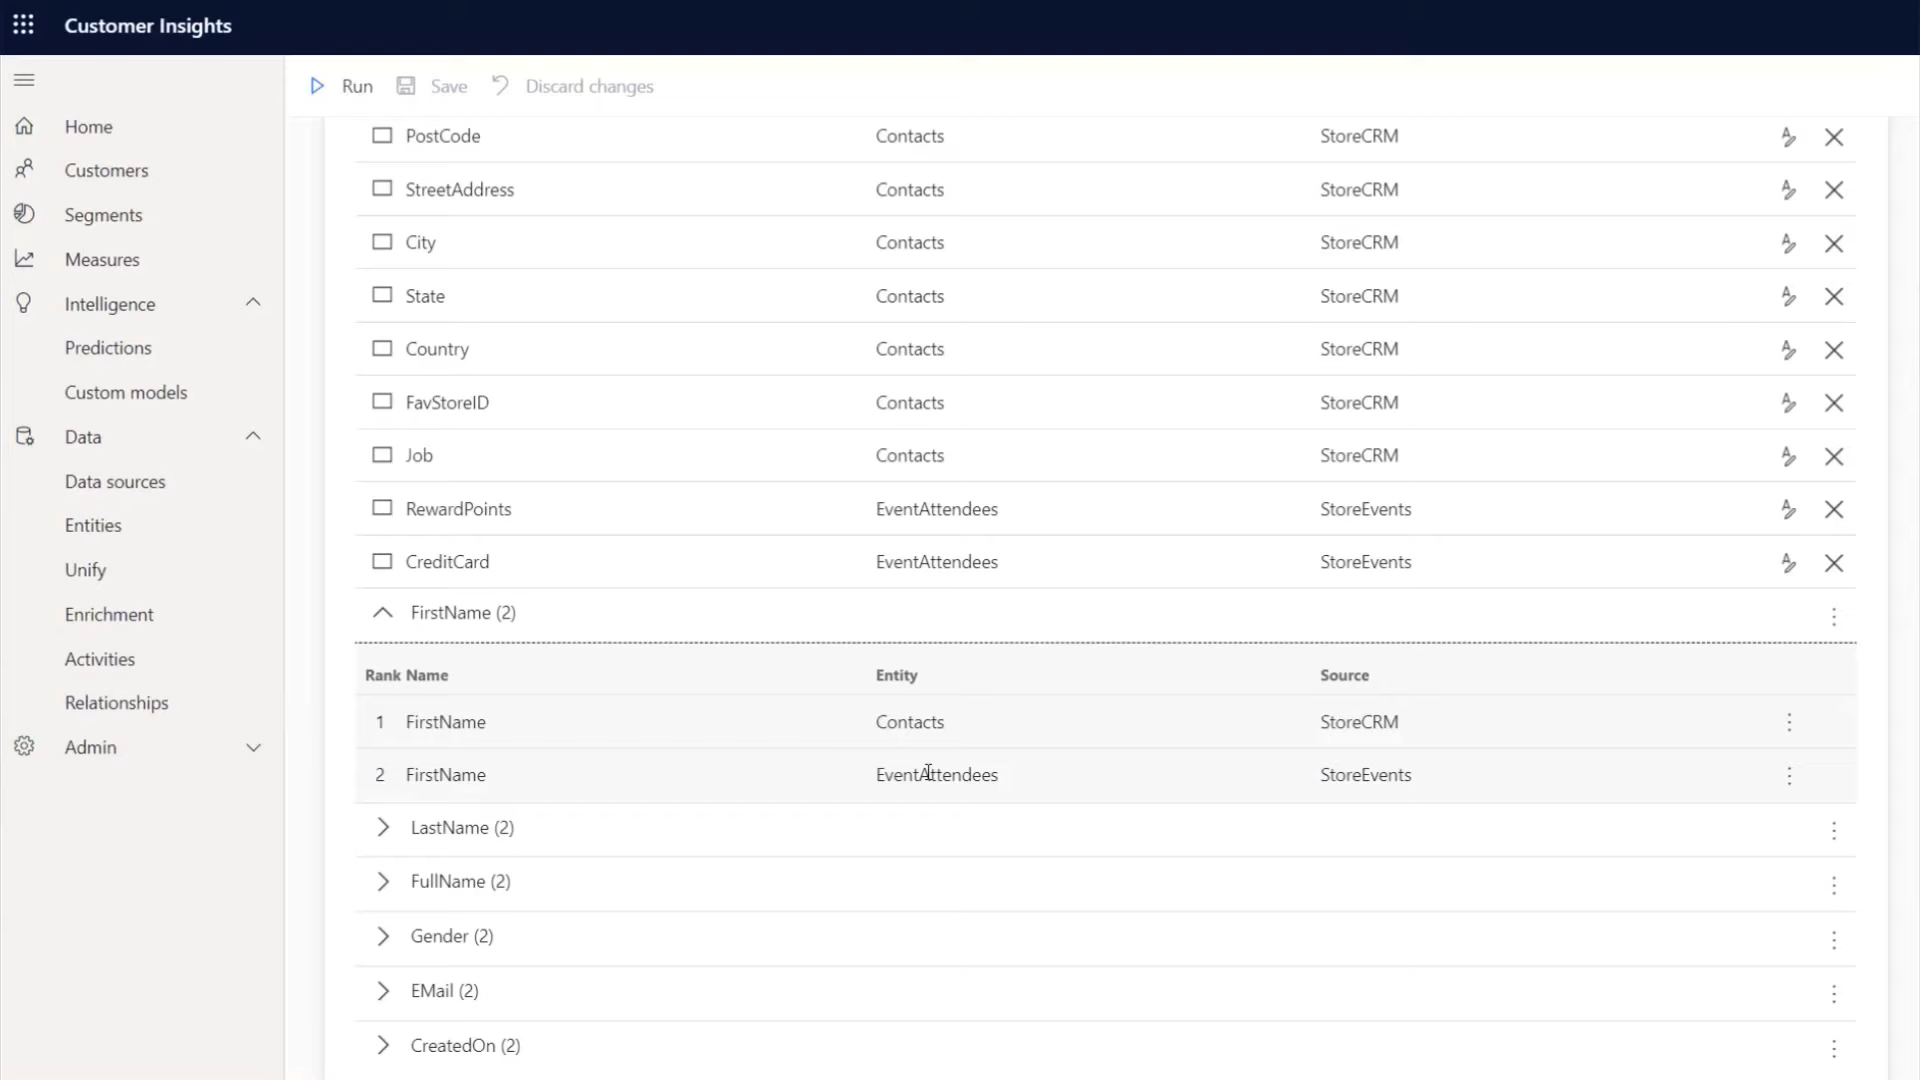 Customer Insights
Run Save Discard changes
Home
Customers
Segments
Measures
Intelligence
Predictions
Custom models
Data
Data sources
Entities
Unify
Enrichment
Activities
Relationships
Admin
PostCode Contacts StoreCRM
StreetAddress Contacts StoreCRM
City Contacts StoreCRM
State Contacts StoreCRM
Country Contacts StoreCRM
FavStoreID Contacts StoreCRM
Job Contacts StoreCRM
RewardPoints EventAttendees StoreEvents
CreditCard EventAttendees StoreEvents
FirstName (2)
Rank Name Entity Source
1 FirstName Contacts StoreCRM
2 FirstName EventAttendees StoreEvents
LastName (2)
FullName (2)
Gender (2)
EMail (2)
CreatedOn (2)